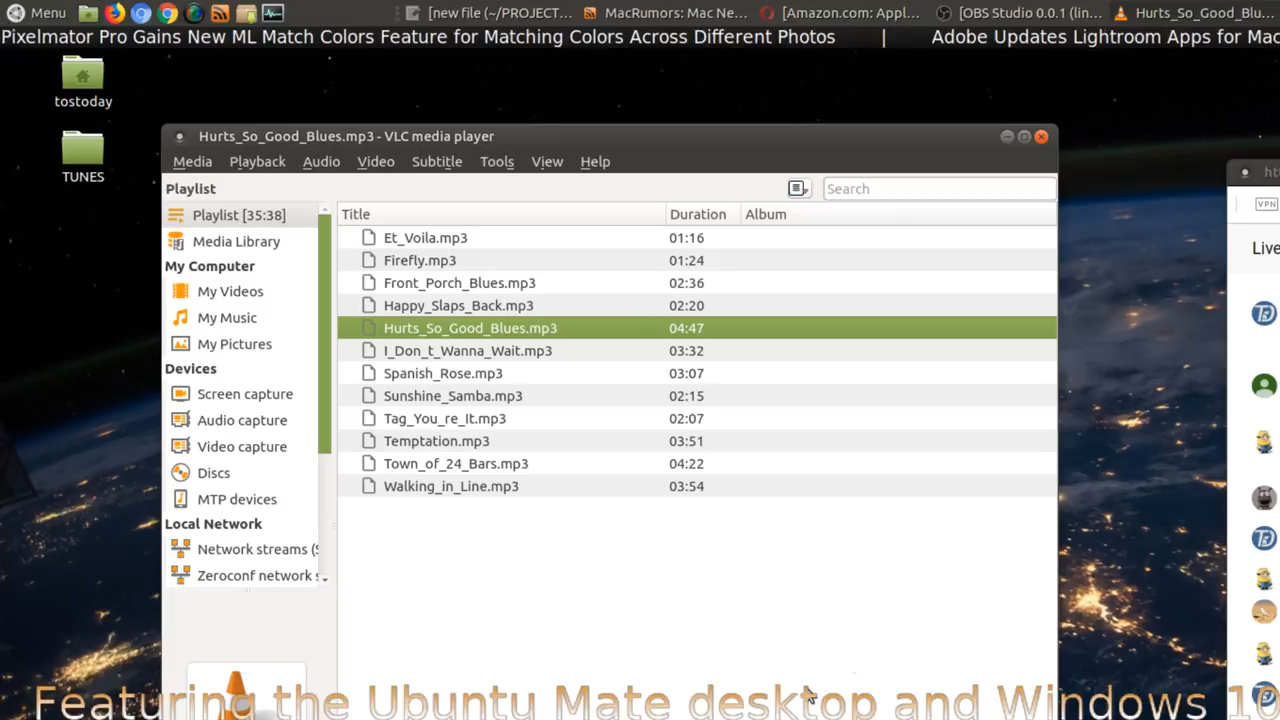 Menu [new file (~/PROJECT... MacRumors: Mac Ne... [Amazon.com: Appl... [OBS Studio 0.0.1 (lin... Hurts_So_Good_Blu...
Pixelmator Pro Gains New ML Match Colors Feature for Matching Colors Across Different Photos | Adobe Updates Lightroom Apps for Mac
tostoday
TUNES
Hurts_So_Good_Blues.mp3 - VLC media player
Media Playback Audio Video Subtitle Tools View Help
Playlist Search
Playlist [35:38]
Media Library
My Computer
My Videos
My Music
My Pictures
Devices
Screen capture
Audio capture
Video capture
Discs
MTP devices
Local Network
Network streams (S
Zeroconf network s
Title Duration Album
Et_Voila.mp3 01:16
Firefly.mp3 01:24
Front_Porch_Blues.mp3 02:36
Happy_Slaps_Back.mp3 02:20
Hurts_So_Good_Blues.mp3 04:47
I_Don_t_Wanna_Wait.mp3 03:32
Spanish_Rose.mp3 03:07
Sunshine_Samba.mp3 02:15
Tag_You_re_It.mp3 02:07
Temptation.mp3 03:51
Town_of_24_Bars.mp3 04:22
Walking_in_Line.mp3 03:54
htt
VPN
Live
Featuring the Ubuntu Mate desktop and Windows 10